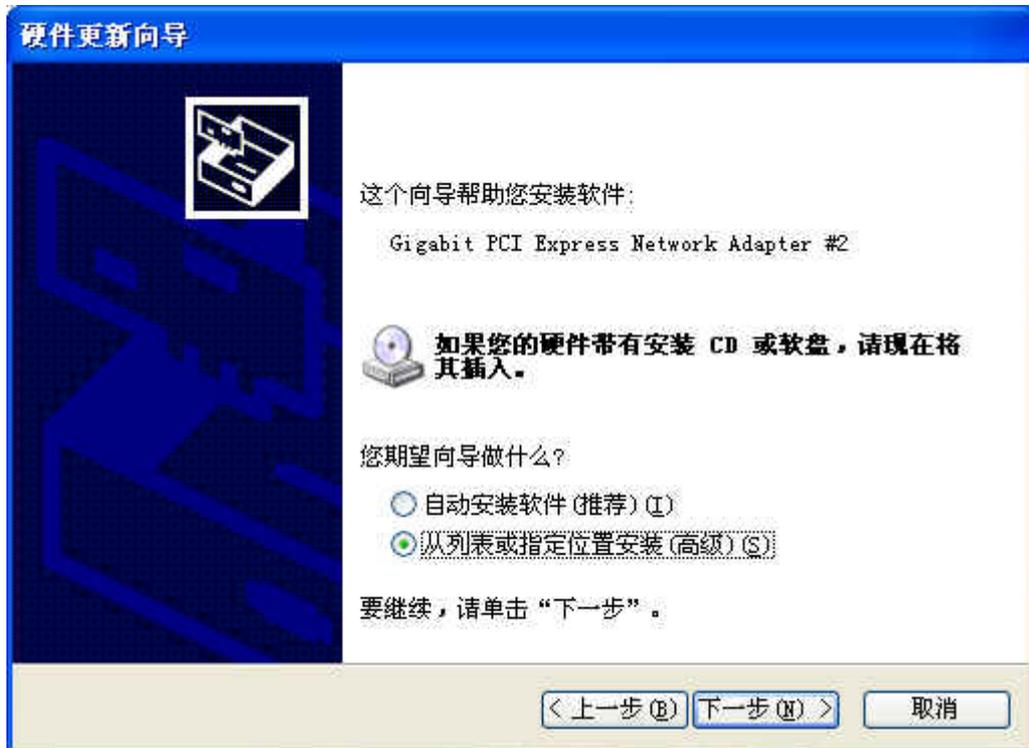 硬件更新向导
这个向导帮助您安装软件:
Gigabit PCI Express Network Adapter #2
如果您的硬件带有安装 CD 或软盘，请现在将
其插入。
您期望向导做什么?
自动安装软件(推荐)(I)
从列表或指定位置安装(高级)(S)
要继续，请单击“下一步”。
< 上一步(B) 下一步(N) > 取消